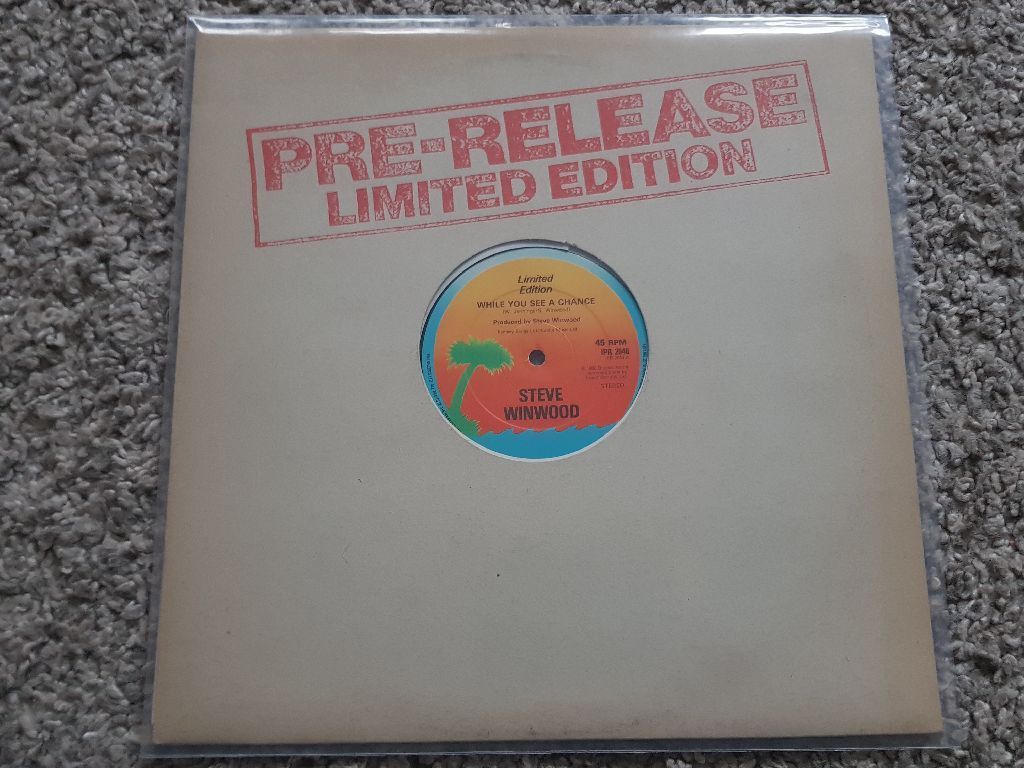 PRE-RELEASE
LIMITED EDITION
Limited
Edition
WHILE YOU SEE A CHANCE
Produced by Steve Winwood
45 RPM
IPR 2040
STEREO
STEVE
WINWOOD